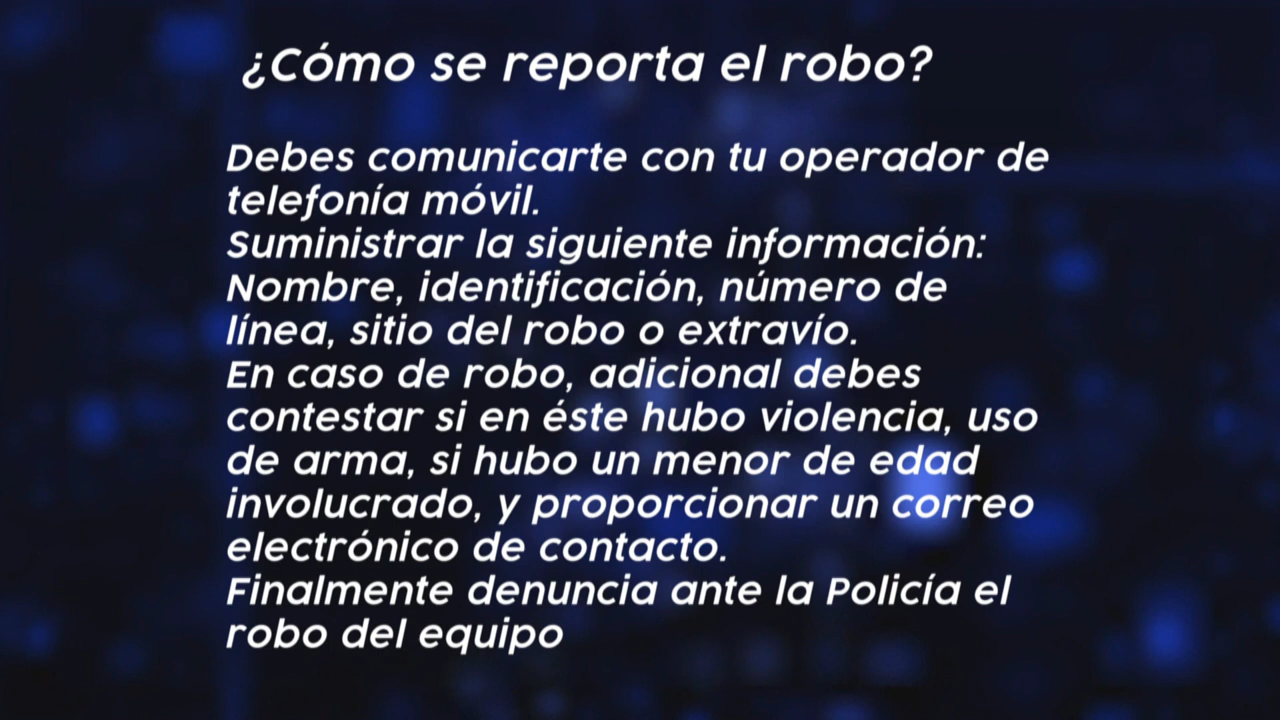 ¿Cómo se reporta el robo?
Debes comunicarte con tu operador de
telefonía móvil.
Suministrar la siguiente información:
Nombre, identificación, número de
línea, sitio del robo o extravío.
En caso de robo, adicional debes
contestar si en éste hubo violencia, uso
de arma, si hubo un menor de edad
involucrado, y proporcionar un correo
electrónico de contacto.
Finalmente denuncia ante la Policía el
robo del equipo